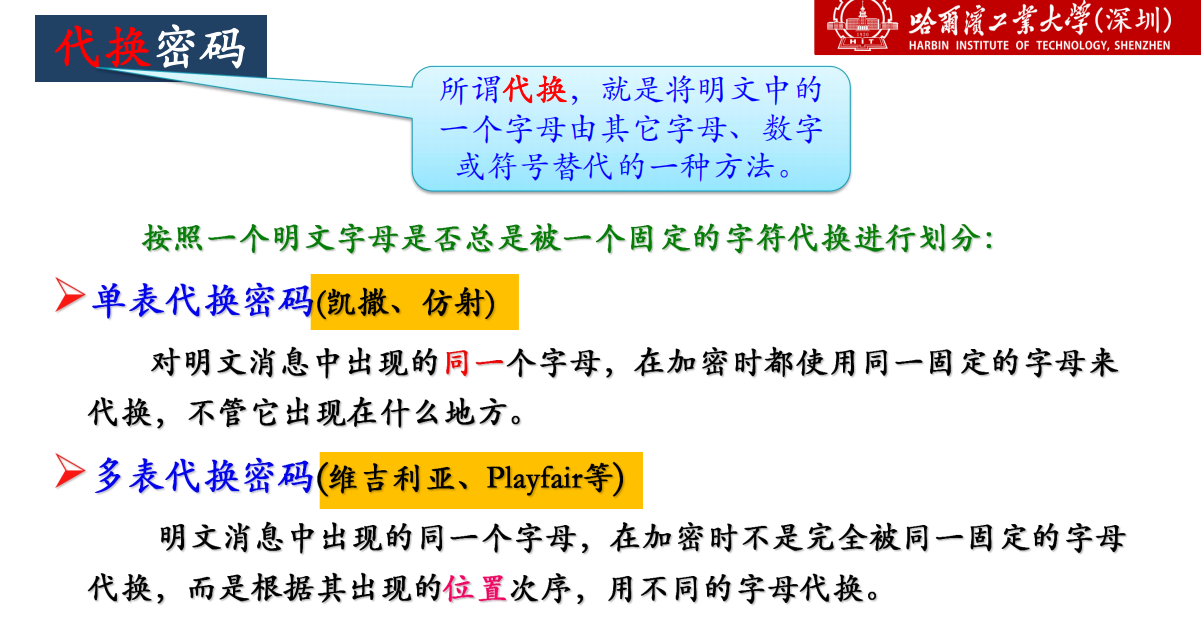 代换密码
哈爾濱工業大學(深圳)
HARBIN INSTITUTE OF TECHNOLOGY, SHENZHEN
HIT
所谓代换，就是将明文中的
一个字母由其它字母、数字
或符号替代的一种方法。
按照一个明文字母是否总是被一个固定的字符代换进行划分：
单表代换密码(凯撒、仿射)
对明文消息中出现的同一个字母，在加密时都使用同一固定的字母来
代换，不管它出现在什么地方。
多表代换密码(维吉利亚、Playfair等)
明文消息中出现的同一个字母，在加密时不是完全被同一固定的字母
代换，而是根据其出现的位置次序，用不同的字母代换。